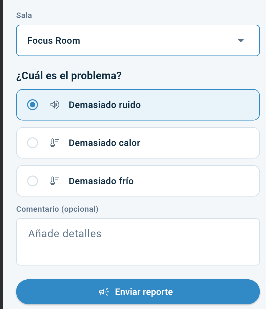 Sala
Focus Room
¿Cuál es el problema?
Demasiado ruido
Demasiado calor
Demasiado frío
Comentario (opcional)
Añade detalles
Enviar reporte